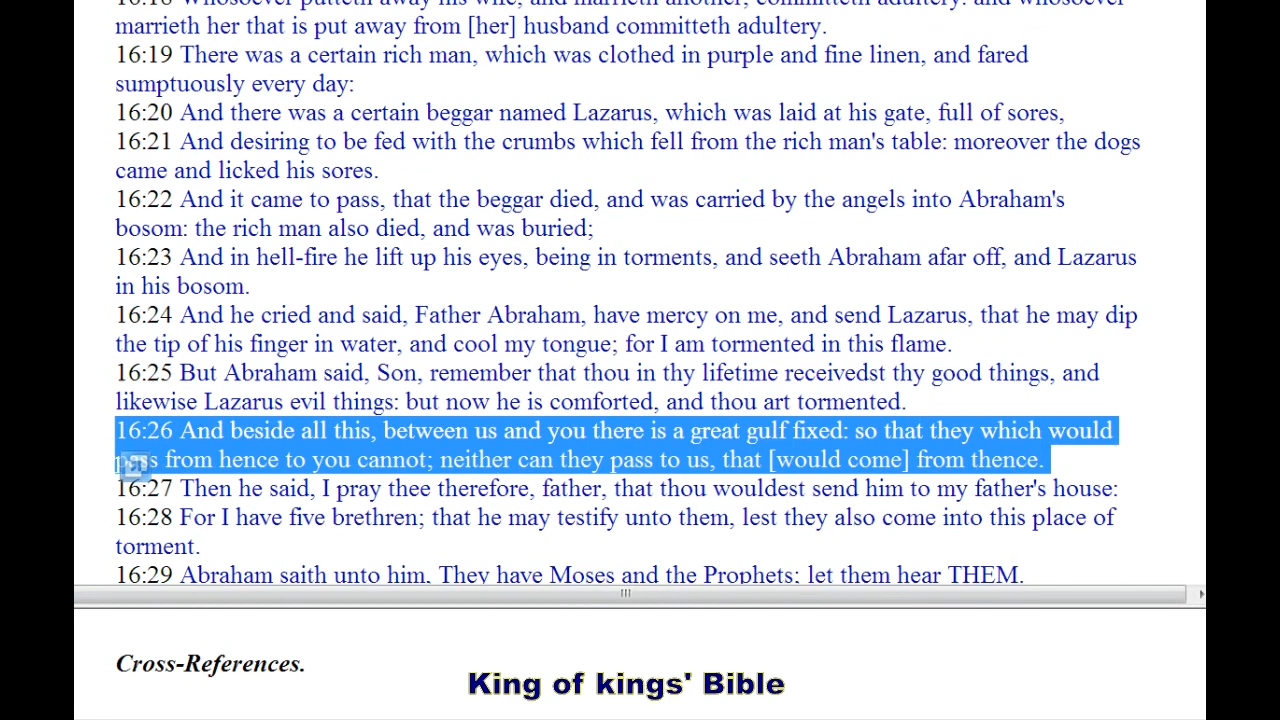 16:18 Whosoever putteth away his wife, and marrieth another, committeth adultery: and whosoever
marrieth her that is put away from [her] husband committeth adultery.
16:19 There was a certain rich man, which was clothed in purple and fine linen, and fared
sumptuously every day:
16:20 And there was a certain beggar named Lazarus, which was laid at his gate, full of sores,
16:21 And desiring to be fed with the crumbs which fell from the rich man's table: moreover the dogs
came and licked his sores.
16:22 And it came to pass, that the beggar died, and was carried by the angels into Abraham's
bosom: the rich man also died, and was buried;
16:23 And in hell-fire he lift up his eyes, being in torments, and seeth Abraham afar off, and Lazarus
in his bosom.
16:24 And he cried and said, Father Abraham, have mercy on me, and send Lazarus, that he may dip
the tip of his finger in water, and cool my tongue; for I am tormented in this flame.
16:25 But Abraham said, Son, remember that thou in thy lifetime receivedst thy good things, and
likewise Lazarus evil things: but now he is comforted, and thou art tormented.
16:26 And beside all this, between us and you there is a great gulf fixed: so that they which would
pass from hence to you cannot; neither can they pass to us, that [would come] from thence.
16:27 Then he said, I pray thee therefore, father, that thou wouldest send him to my father's house:
16:28 For I have five brethren; that he may testify unto them, lest they also come into this place of
torment.
16:29 Abraham saith unto him, They have Moses and the Prophets; let them hear THEM.
Cross-References.
King of kings' Bible